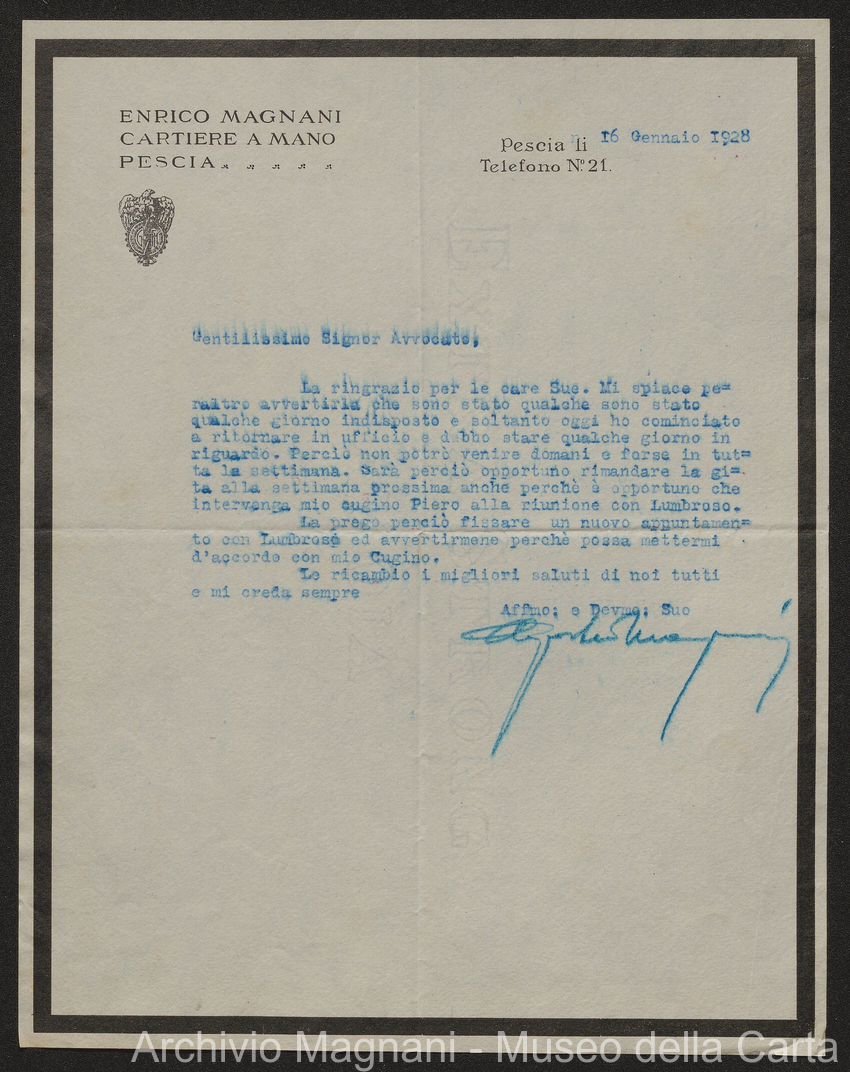 ENRICO MAGNANI
CARTIERE A MANO
PESCIA
Pescia li 16 Gennaio 1928
Telefono Nº 21.
Gentilissimo Signor Avvocato,
La ringrazio per le care Sue. Mi spiace pe=
raltro avvertirla che sono stato qualche sono stato
qualche giorno indisposto e soltanto oggi ho cominciato
a ritornare in ufficio e debbo stare qualche giorno in
riguardo. Perciò non potrò venire domani e forse in tut=
ta la settimana. Sarà perciò opportuno rimandare la gi=
ta alla settimana prossima anche perchè è opportuno che
intervenga mio cugino Piero alla riunione con Lumbroso.
La prego perciò fissare un nuovo appuntamen=
to con Lumbroso ed avvertirmene perchè possa mettermi
d'accordo con mio Cugino.
Le ricambio i migliori saluti di noi tutti
e mi creda sempre
Affmo: e Devmo: Suo
Magnani
Archivio Magnani - Museo della Carta